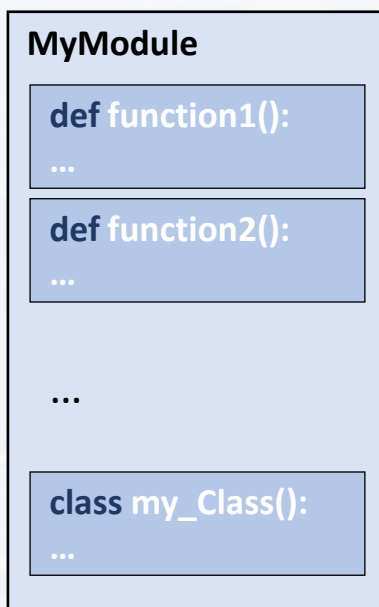 MyModule
def function1():
…
def function2():
…
…
class my_Class():
…